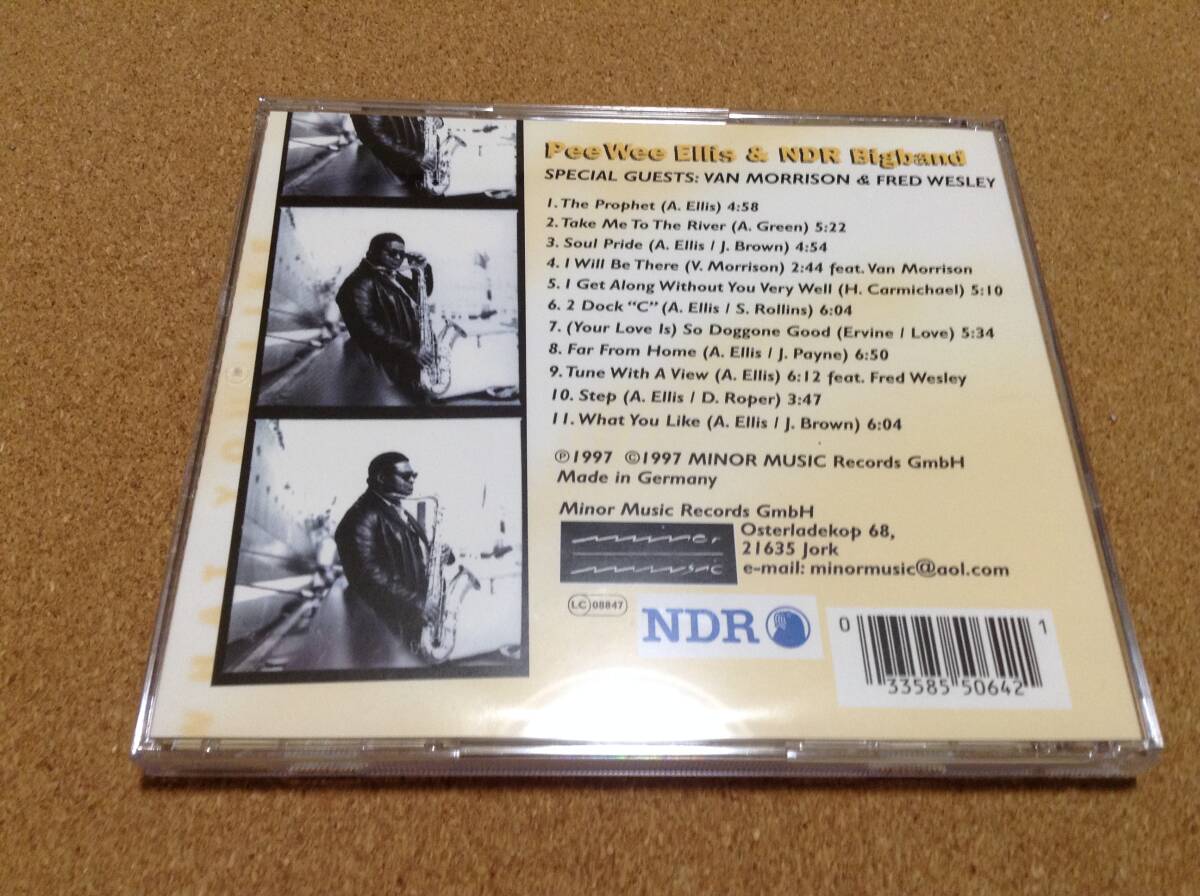 PeeWee Ellis & NDR Bigband
SPECIAL GUESTS: VAN MORRISON & FRED WESLEY
1. The Prophet (A. Ellis) 4:58
2. Take Me To The River (A. Green) 5:22
3. Soul Pride (A. Ellis / J. Brown) 4:54
4. I Will Be There (V. Morrison) 2:44 feat. Van Morrison
5. I Get Along Without You Very Well (H. Carmichael) 5:10
6. 2 Dock "C" (A. Ellis / S. Rollins) 6:04
7. (Your Love Is) So Doggone Good (Ervine / Love) 5:34
8. Far From Home (A. Ellis / J. Payne) 6:50
9. Tune With A View (A. Ellis) 6:12 feat. Fred Wesley
10. Step (A. Ellis / D. Roper) 3:47
11. What You Like (A. Ellis / J. Brown) 6:04
℗1997 ©1997 MINOR MUSIC Records GmbH
Made in Germany
Minor Music Records GmbH
Osterladekop 68,
21635 Jork
e-mail: minormusic@aol.com
minor
music
LC 08847
NDR
0 33585 50642 1
WHAT YOU LIKE